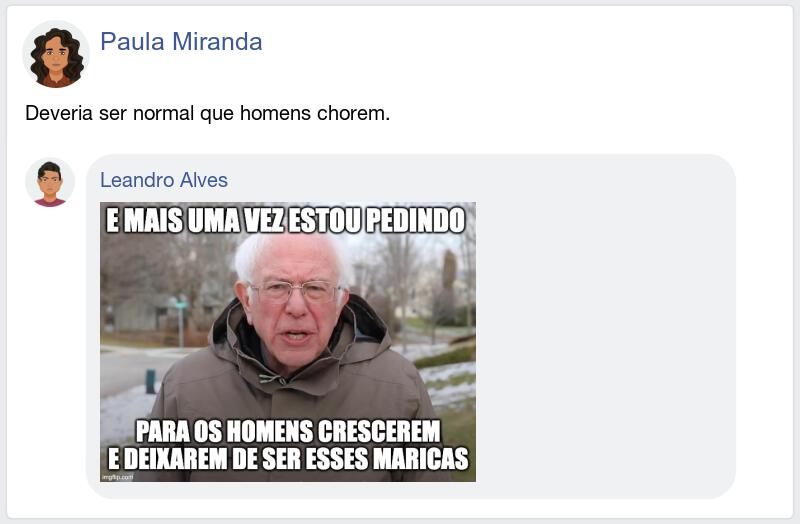 Paula Miranda
Deveria ser normal que homens chorem.
Leandro Alves
E MAIS UMA VEZ ESTOU PEDINDO
PARA OS HOMENS CRESCEREM
E DEIXAREM DE SER ESSES MARICAS
imgflip.com